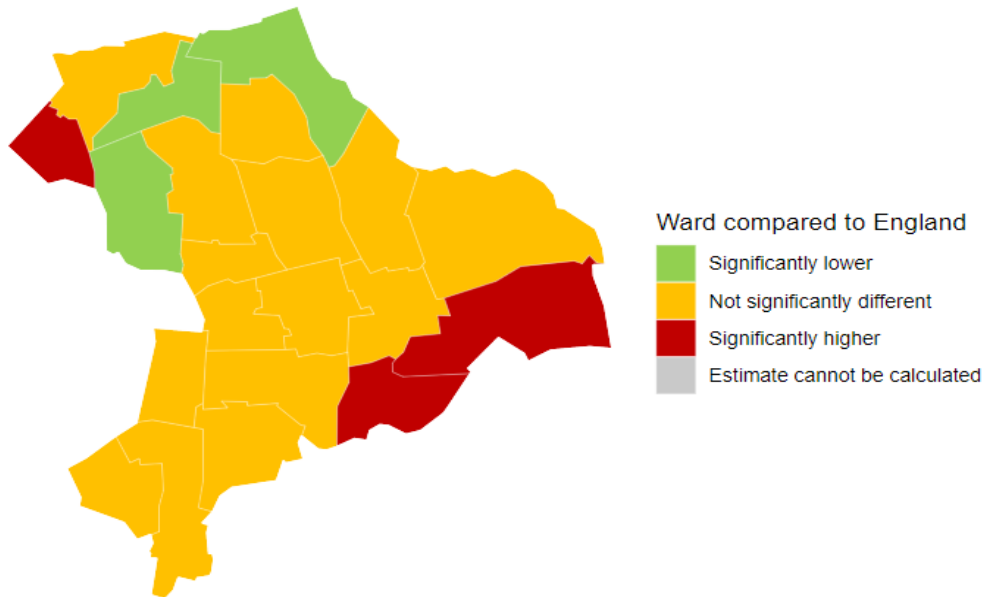 Ward compared to England
Significantly lower
Not significantly different
Significantly higher
Estimate cannot be calculated